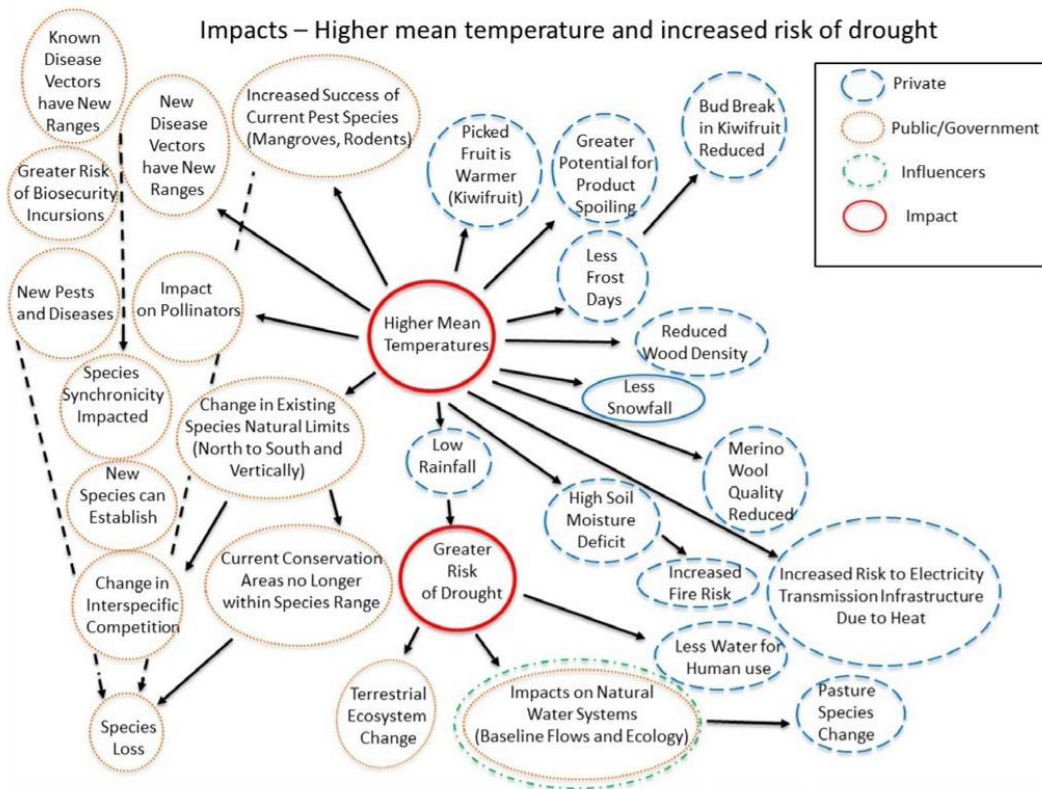 Impacts – Higher mean temperature and increased risk of drought
Known
Disease
Vectors
have New
Ranges
New
Disease
Vectors
have New
Ranges
Increased Success of
Current Pest Species
(Mangroves, Rodents)
Picked
Fruit is
Warmer
(Kiwifruit)
Greater
Potential for
Product
Spoiling
Bud Break
in Kiwifruit
Reduced
Private
Public/Government
Influencers
Impact
Greater Risk
of Biosecurity
Incursions
New Pests
and Diseases
Impact
on Pollinators
Higher Mean
Temperatures
Less
Frost
Days
Reduced
Wood Density
Less
Snowfall
Species
Synchronicity
Impacted
Change in Existing
Species Natural Limits
(North to South and
Vertically)
Low
Rainfall
Merino
Wool
Quality
Reduced
New
Species can
Establish
High Soil
Moisture
Deficit
Change in
Interspecific
Competition
Current Conservation
Areas no Longer
within Species Range
Greater
Risk
of Drought
Increased
Fire Risk
Increased Risk to Electricity
Transmission Infrastructure
Due to Heat
Less Water for
Human use
Species
Loss
Terrestrial
Ecosystem
Change
Impacts on Natural
Water Systems
(Baseline Flows and Ecology)
Pasture
Species
Change